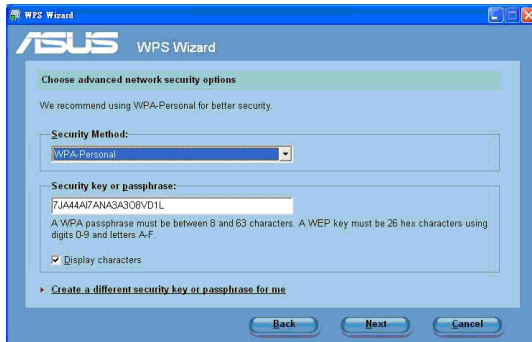 WPS Wizard
ASUS WPS Wizard
Choose advanced network security options
We recommend using WPA-Personal for better security.
Security Method:
WPA-Personal
Security key or passphrase:
7JA44AI7ANA3A3O8VD1L
A WPA passphrase must be between 8 and 63 characters. A WEP key must be 26 hex characters using
digits 0-9 and letters A-F.
Display characters
Create a different security key or passphrase for me
Back Next Cancel